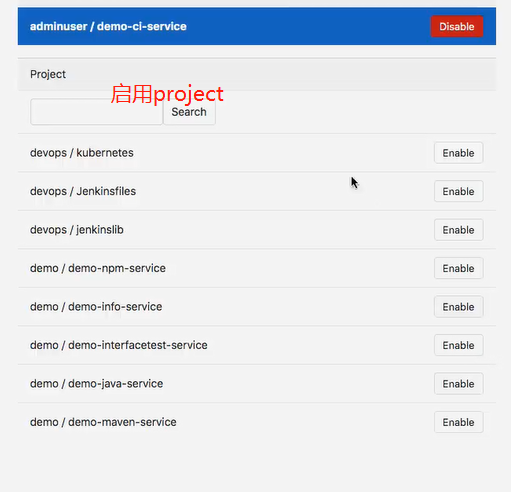 adminuser / demo-ci-service Disable
Project
启用project
Search
devops / kubernetes Enable
devops / Jenkinsfiles Enable
devops / jenkinslib Enable
demo / demo-npm-service Enable
demo / demo-info-service Enable
demo / demo-interfacetest-service Enable
demo / demo-java-service Enable
demo / demo-maven-service Enable